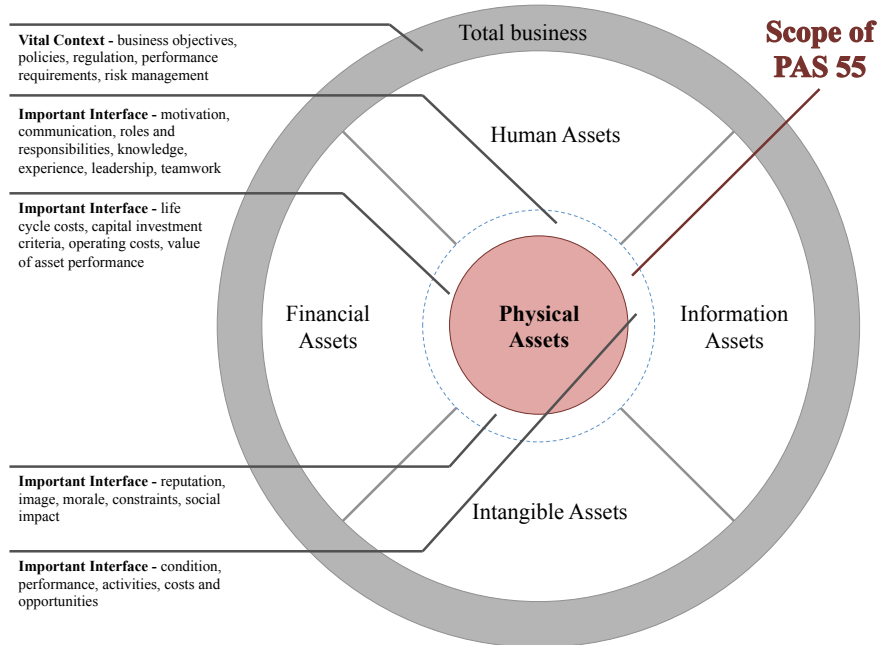 Total business
Scope of
PAS 55
Vital Context - business objectives,
policies, regulation, performance
requirements, risk management
Important Interface - motivation,
communication, roles and
responsibilities, knowledge,
experience, leadership, teamwork
Human Assets
Important Interface - life
cycle costs, capital investment
criteria, operating costs, value
of asset performance
Financial
Assets
Physical
Assets
Information
Assets
Important Interface - reputation,
image, morale, constraints, social
impact
Intangible Assets
Important Interface - condition,
performance, activities, costs and
opportunities